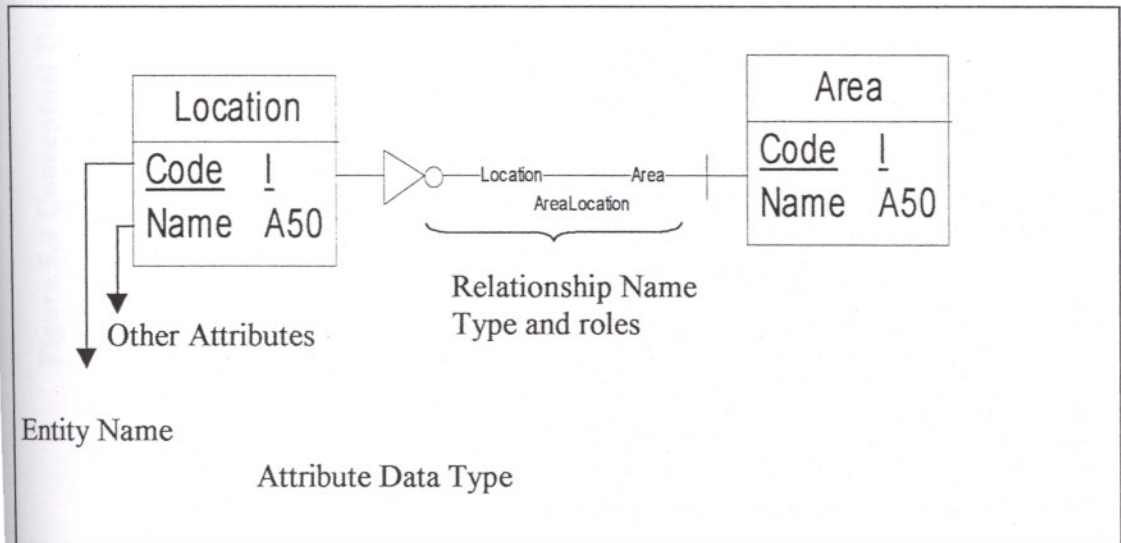 Location
Code I
Name A50
Location
Area
AreaLocation
Area
Code I
Name A50
Relationship Name
Type and roles
Other Attributes
Entity Name
Attribute Data Type